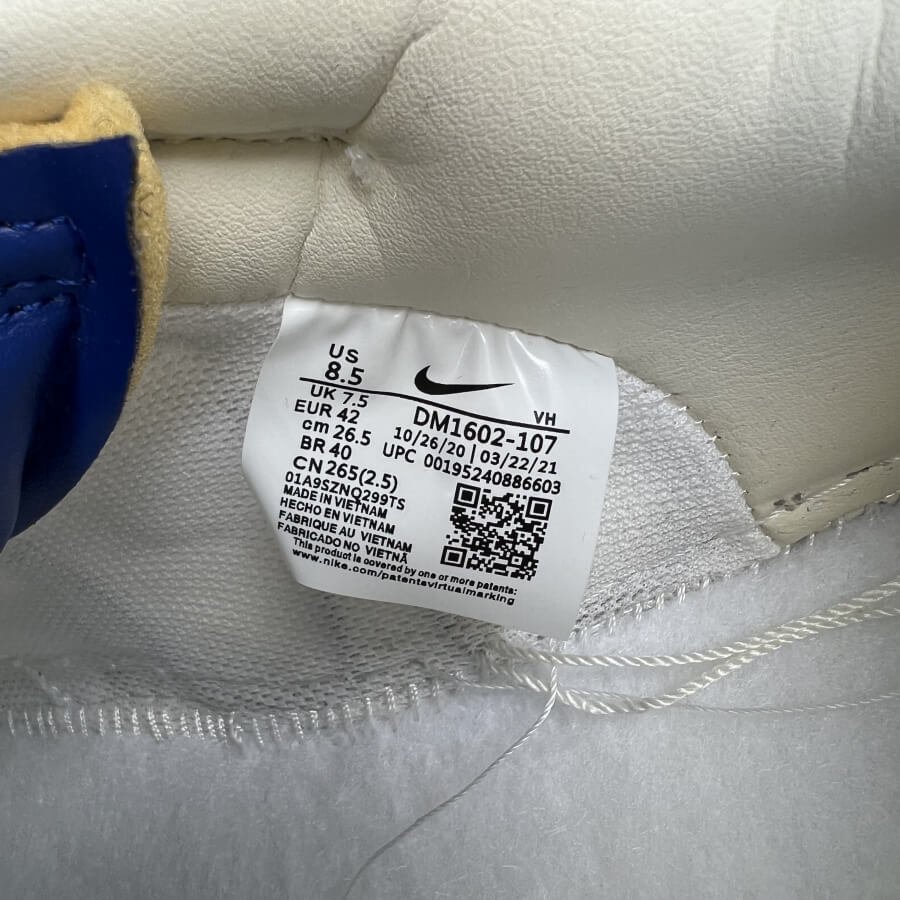 US
8.5
UK 7.5
EUR 42
cm 26.5
BR 40
CN 265(2.5)
VH
DM1602-107
10/26/20 | 03/22/21
UPC 00195240886603
01A9SZNQ299TS
MADE IN VIETNAM
HECHO EN VIETNAM
FABRIQUE AU VIETNAM
FABRICADO NO VIETNÃ
This product is covered by one or more patents:
www.nike.com/patentsvirtualmarking